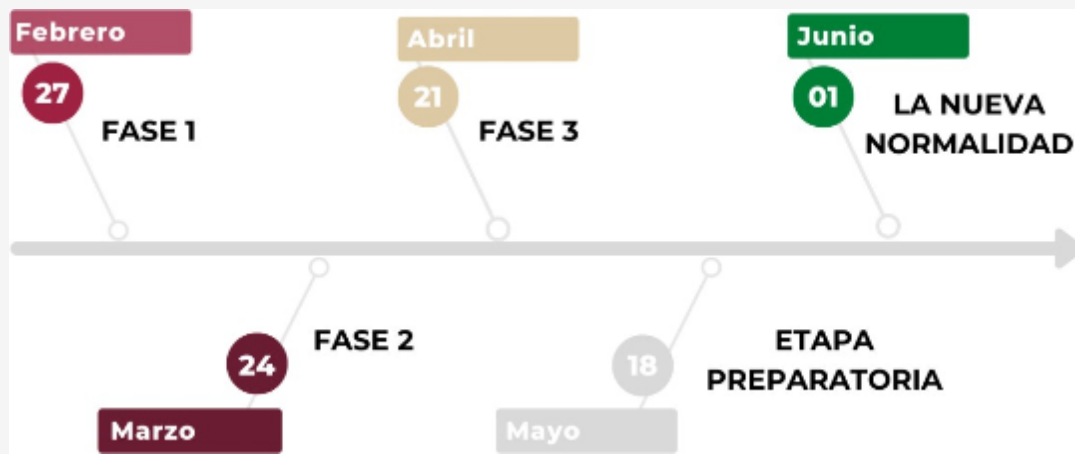 Febrero
27
FASE 1
Abril
21
FASE 3
Junio
01
LA NUEVA
NORMALIDAD
FASE 2
24
Marzo
ETAPA
PREPARATORIA
18
Mayo